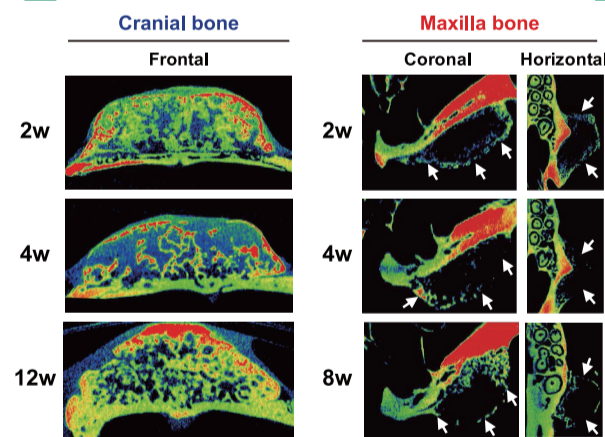 Cranial bone Maxilla bone
Frontal Coronal Horizontal
2w 2w
4w 4w
12w 8w